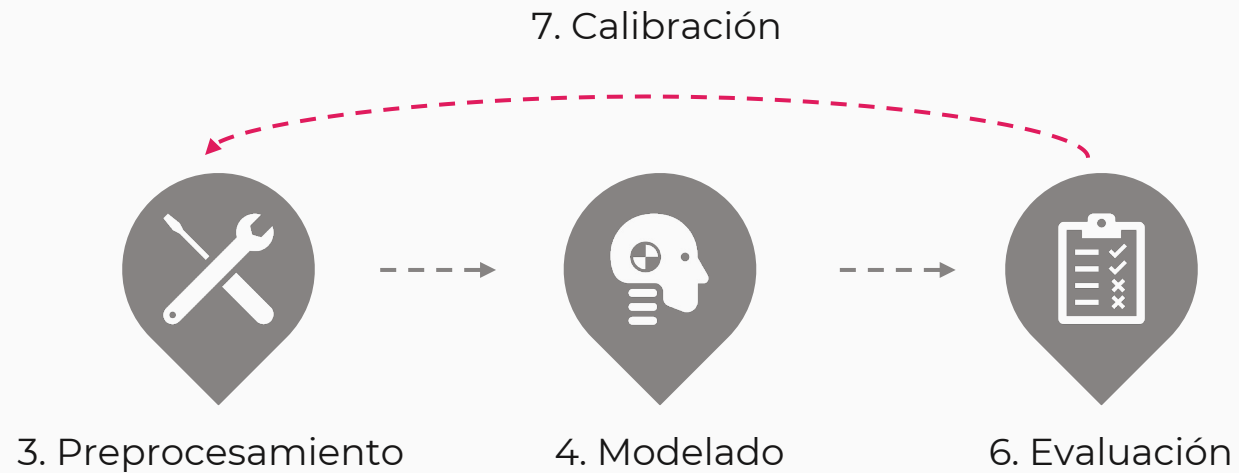 7. Calibración
3. Preprocesamiento
4. Modelado
6. Evaluación